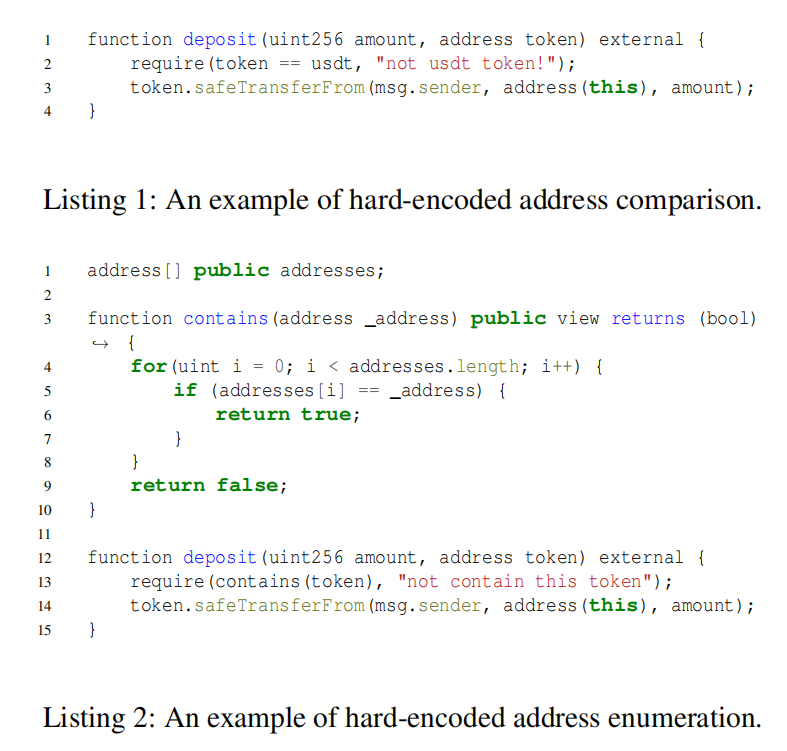 1 function deposit(uint256 amount, address token) external {
2 require(token == usdt, "not usdt token!");
3 token.safeTransferFrom(msg.sender, address(this), amount);
4 }
Listing 1: An example of hard-encoded address comparison.
1 address[] public addresses;
2
3 function contains(address _address) public view returns (bool)
↪ {
4 for(uint i = 0; i < addresses.length; i++) {
5 if (addresses[i] == _address) {
6 return true;
7 }
8 }
9 return false;
10 }
11
12 function deposit(uint256 amount, address token) external {
13 require(contains(token), "not contain this token");
14 token.safeTransferFrom(msg.sender, address(this), amount);
15 }
Listing 2: An example of hard-encoded address enumeration.